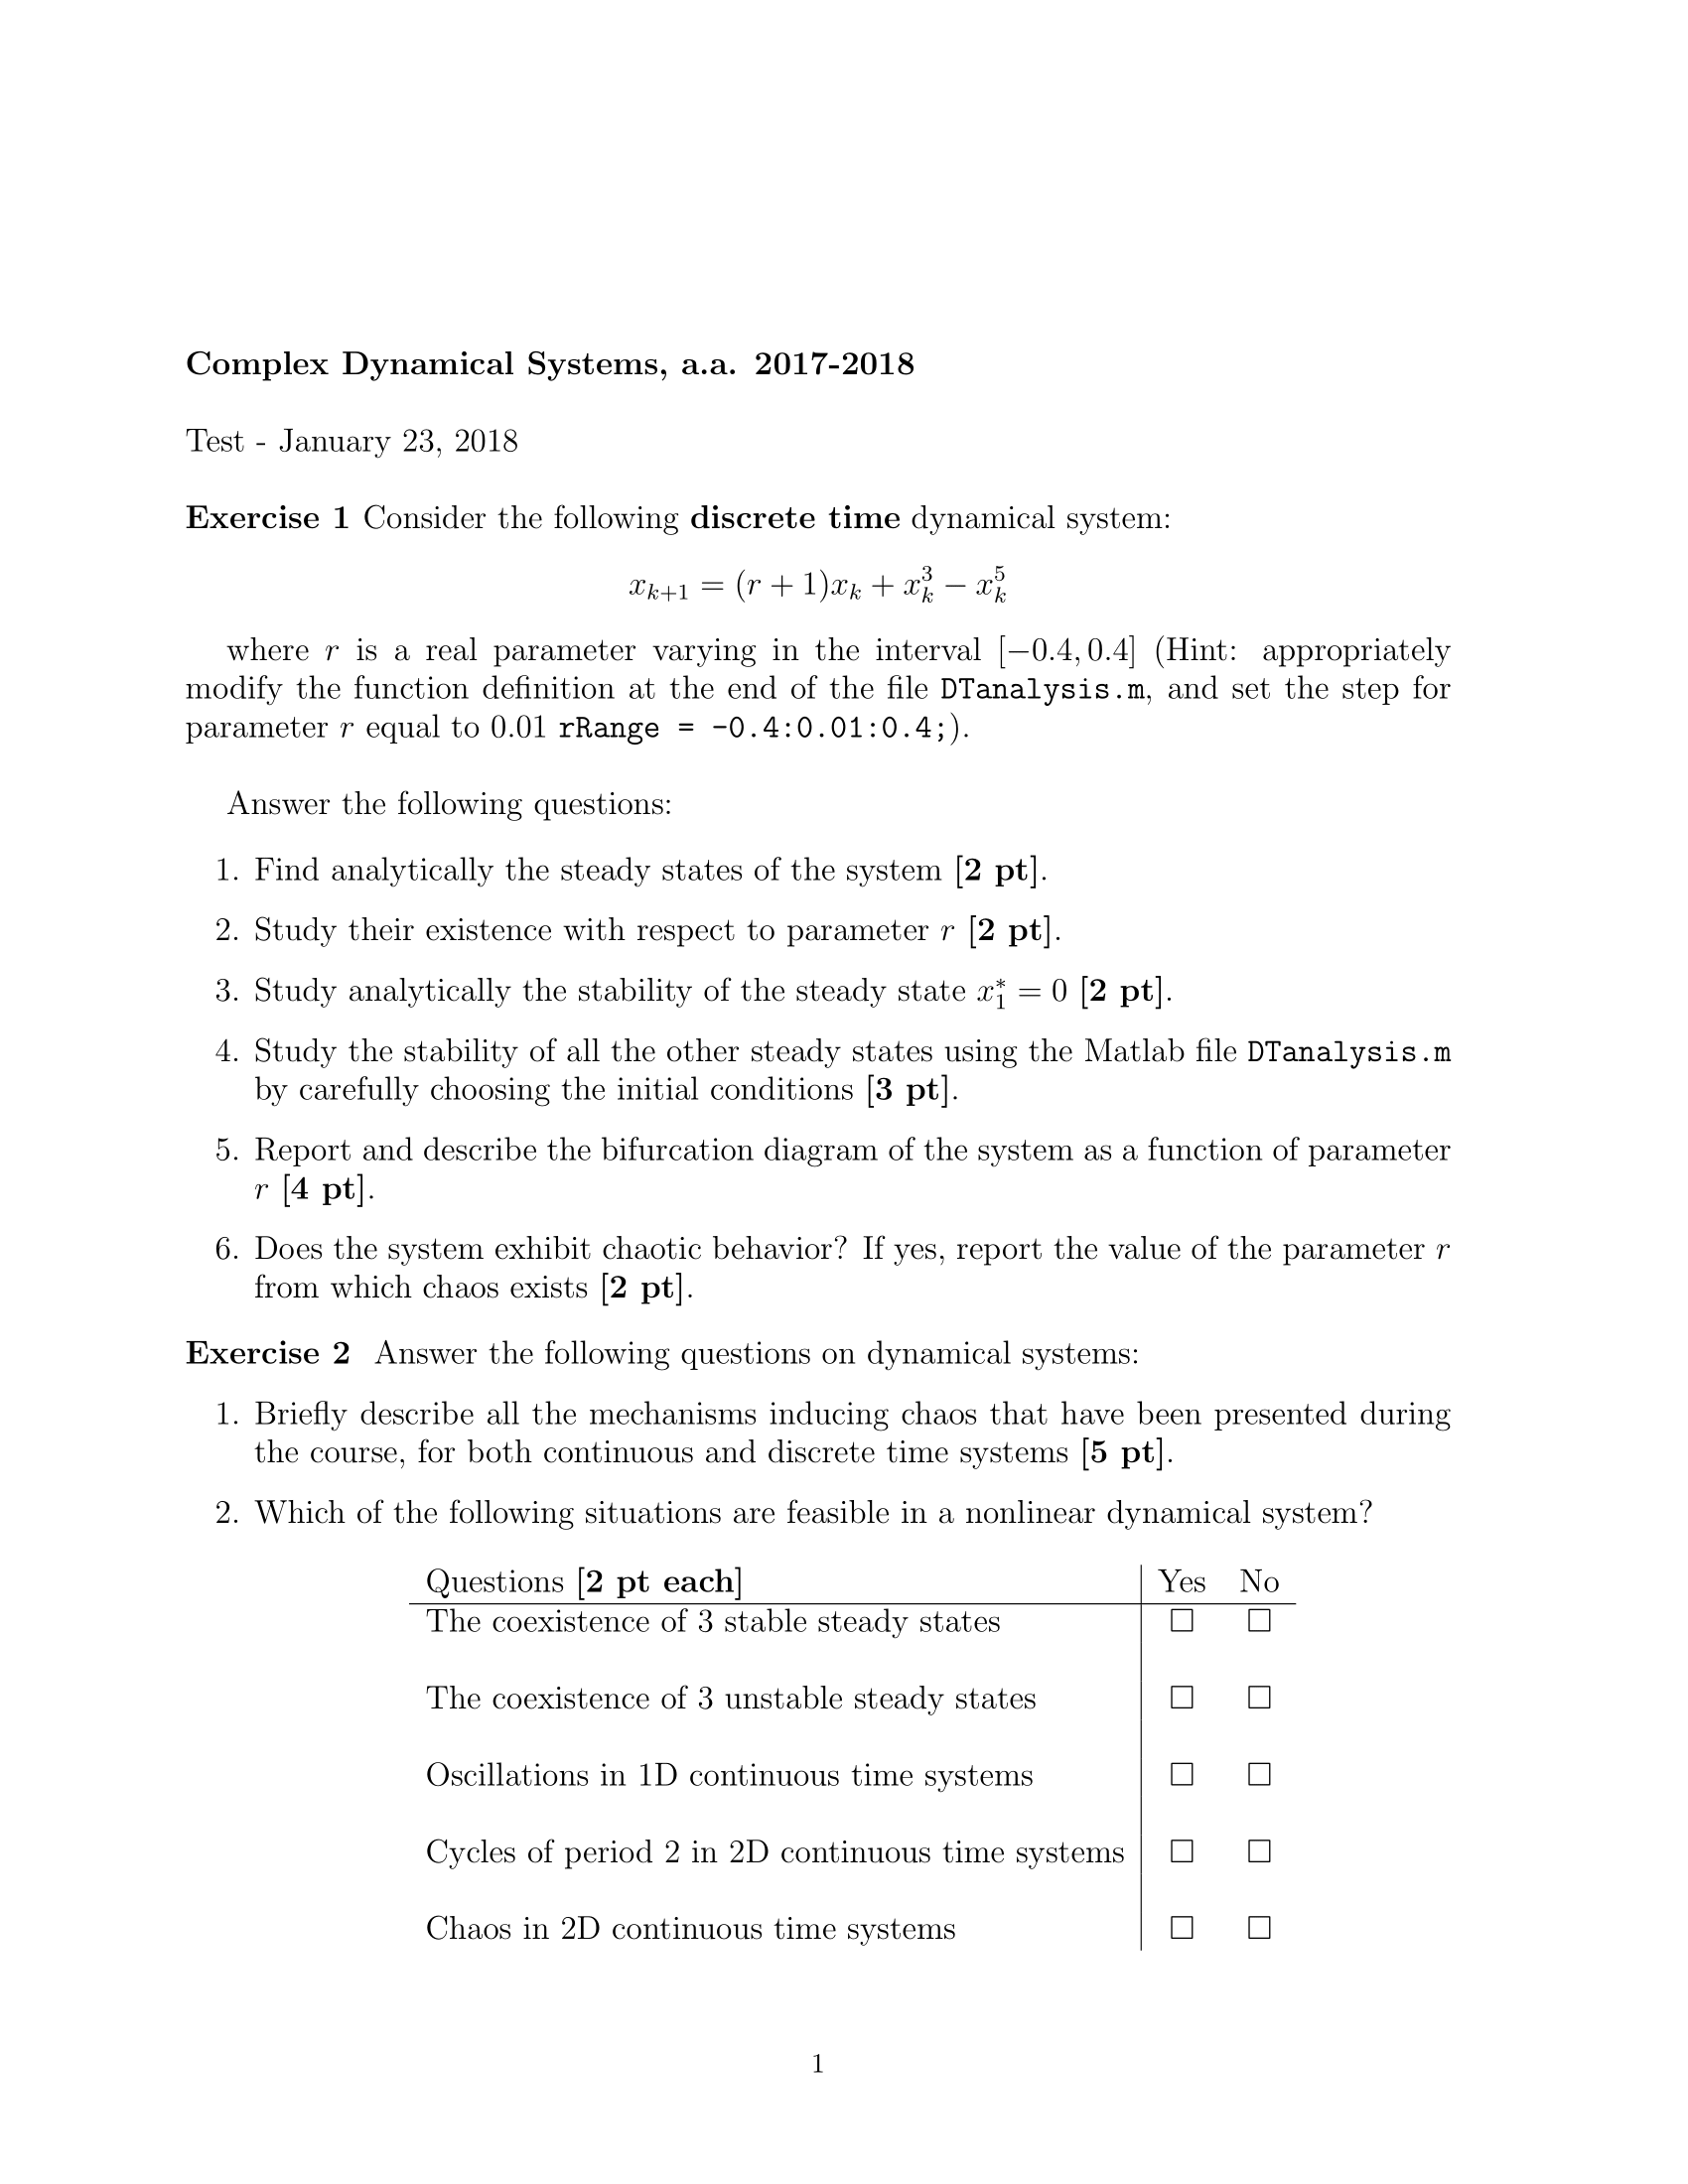 Complex Dynamical Systems, a.a. 2017-2018
Test - January 23, 2018
Exercise 1 Consider the following discrete time dynamical system:
$x_{k+1} = (r + 1)x_k + x_k^3 - x_k^5$
where $r$ is a real parameter varying in the interval $[-0.4, 0.4]$ (Hint: appropriately
modify the function definition at the end of the file DTanalysis.m, and set the step for
parameter $r$ equal to 0.01 rRange = -0.4:0.01:0.4;).
Answer the following questions:
1. Find analytically the steady states of the system [2 pt].
2. Study their existence with respect to parameter $r$ [2 pt].
3. Study analytically the stability of the steady state $x_1^* = 0$ [2 pt].
4. Study the stability of all the other steady states using the Matlab file DTanalysis.m
by carefully choosing the initial conditions [3 pt].
5. Report and describe the bifurcation diagram of the system as a function of parameter
$r$ [4 pt].
6. Does the system exhibit chaotic behavior? If yes, report the value of the parameter $r$
from which chaos exists [2 pt].
Exercise 2 Answer the following questions on dynamical systems:
1. Briefly describe all the mechanisms inducing chaos that have been presented during
the course, for both continuous and discrete time systems [5 pt].
2. Which of the following situations are feasible in a nonlinear dynamical system?
Questions [2 pt each] Yes No
The coexistence of 3 stable steady states □ □
The coexistence of 3 unstable steady states □ □
Oscillations in 1D continuous time systems □ □
Cycles of period 2 in 2D continuous time systems □ □
Chaos in 2D continuous time systems □ □
1